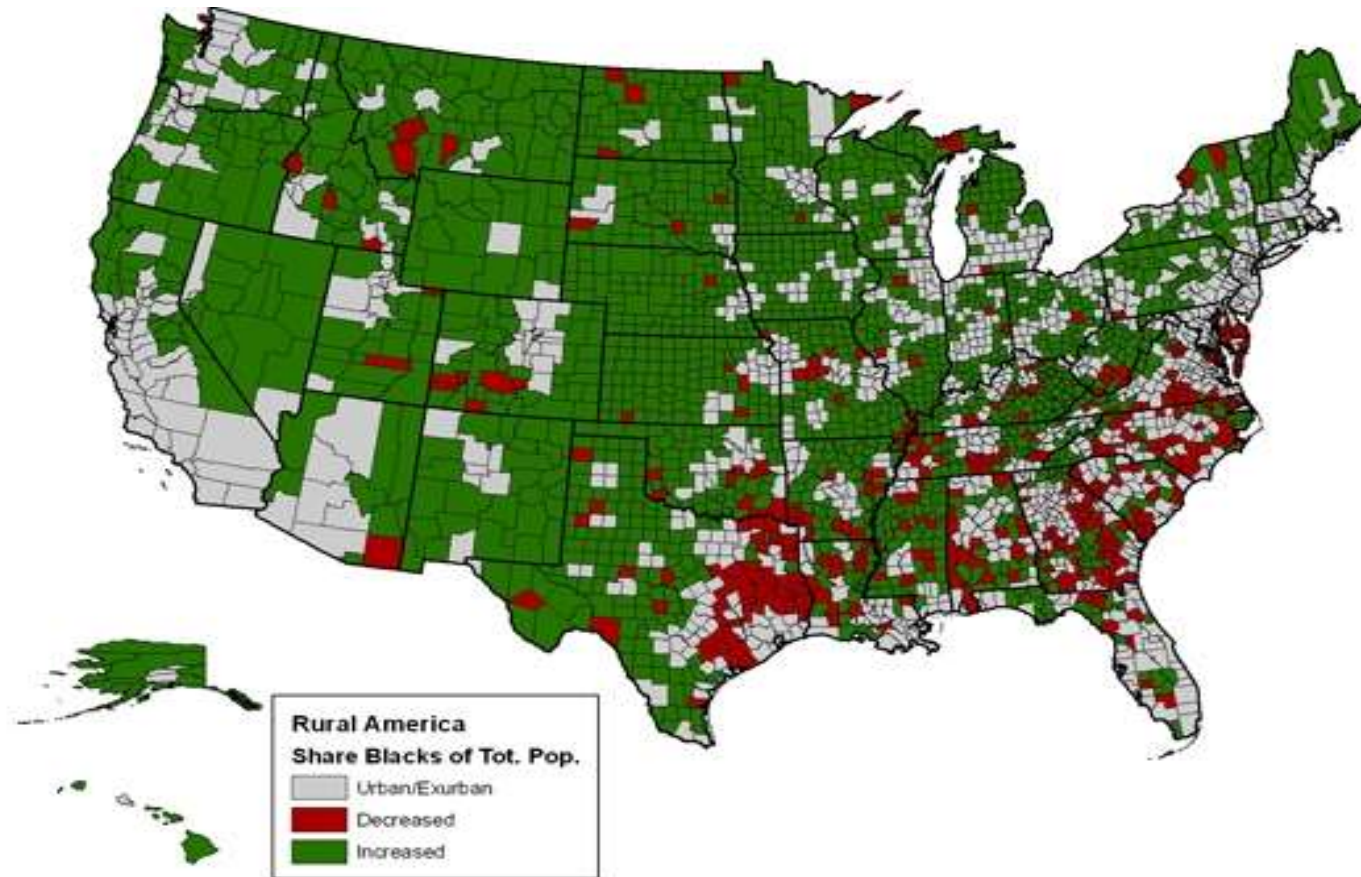 Rural America
Share Blacks of Tot. Pop.
Urban/Exurban
Decreased
Increased